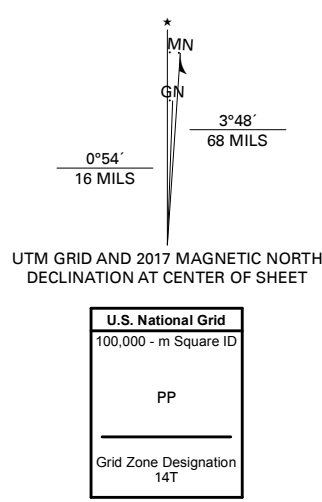 ★
MN
GN
3°48´
68 MILS
0°54´
16 MILS
UTM GRID AND 2017 MAGNETIC NORTH
DECLINATION AT CENTER OF SHEET
U.S. National Grid
100,000 - m Square ID
PP
Grid Zone Designation
14T